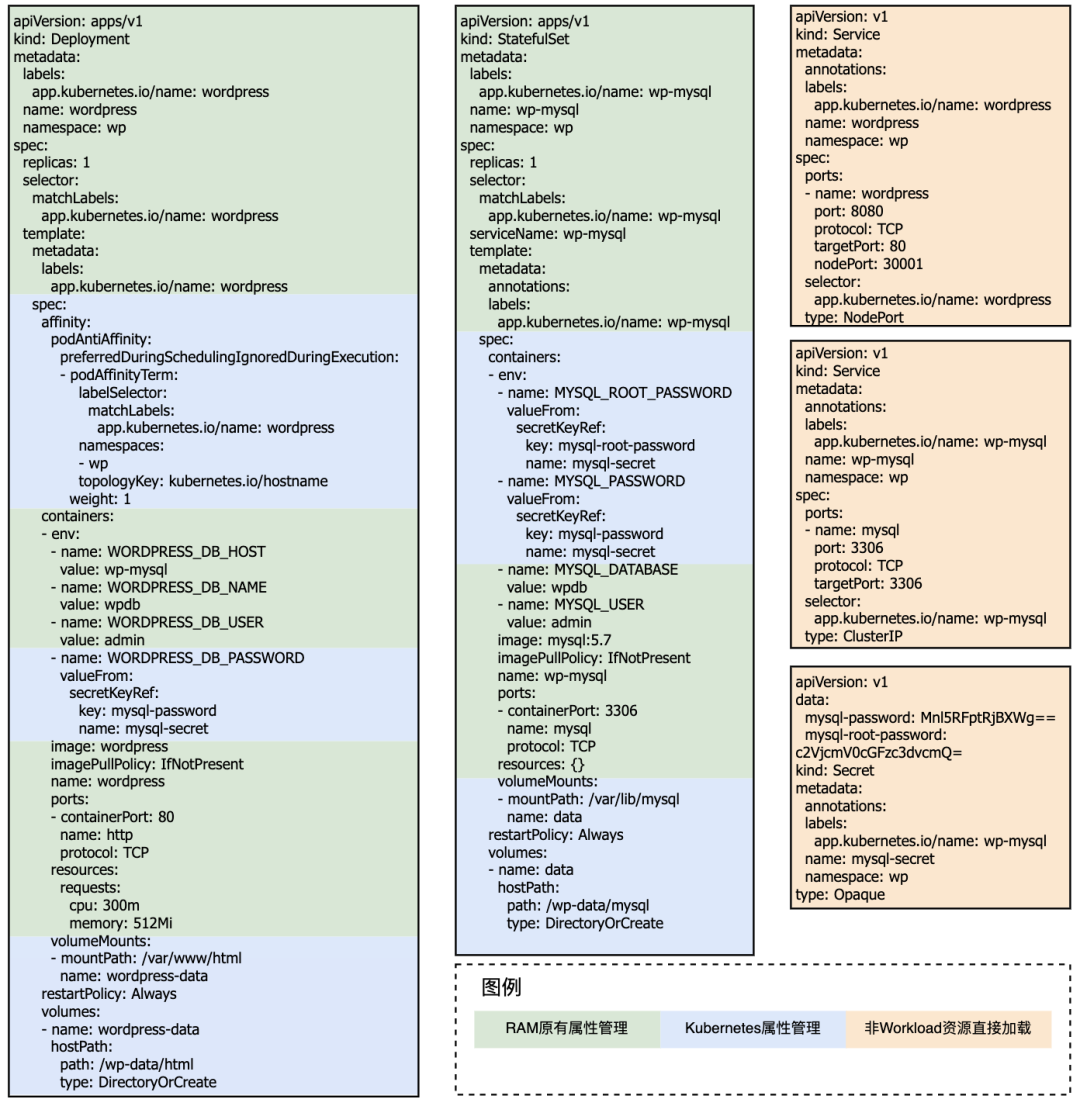 apiVersion: apps/v1
kind: Deployment
metadata:
  labels:
    app.kubernetes.io/name: wordpress
  name: wordpress
  namespace: wp
spec:
  replicas: 1
  selector:
    matchLabels:
      app.kubernetes.io/name: wordpress
  template:
    metadata:
      labels:
        app.kubernetes.io/name: wordpress
    spec:
      affinity:
        podAntiAffinity:
          preferredDuringSchedulingIgnoredDuringExecution:
          - podAffinityTerm:
              labelSelector:
                matchLabels:
                  app.kubernetes.io/name: wordpress
              namespaces:
              - wp
              topologyKey: kubernetes.io/hostname
            weight: 1
      containers:
      - env:
        - name: WORDPRESS_DB_HOST
          value: wp-mysql
        - name: WORDPRESS_DB_NAME
          value: wpdb
        - name: WORDPRESS_DB_USER
          value: admin
        - name: WORDPRESS_DB_PASSWORD
          valueFrom:
            secretKeyRef:
              key: mysql-password
              name: mysql-secret
        image: wordpress
        imagePullPolicy: IfNotPresent
        name: wordpress
        ports:
        - containerPort: 80
          name: http
          protocol: TCP
        resources:
          requests:
            cpu: 300m
            memory: 512Mi
        volumeMounts:
        - mountPath: /var/www/html
          name: wordpress-data
      restartPolicy: Always
      volumes:
      - name: wordpress-data
        hostPath:
          path: /wp-data/html
          type: DirectoryOrCreate
apiVersion: apps/v1
kind: StatefulSet
metadata:
  labels:
    app.kubernetes.io/name: wp-mysql
  name: wp-mysql
  namespace: wp
spec:
  replicas: 1
  selector:
    matchLabels:
      app.kubernetes.io/name: wp-mysql
  serviceName: wp-mysql
  template:
    metadata:
      annotations:
      labels:
        app.kubernetes.io/name: wp-mysql
    spec:
      containers:
      - env:
        - name: MYSQL_ROOT_PASSWORD
          valueFrom:
            secretKeyRef:
              key: mysql-root-password
              name: mysql-secret
        - name: MYSQL_PASSWORD
          valueFrom:
            secretKeyRef:
              key: mysql-password
              name: mysql-secret
        - name: MYSQL_DATABASE
          value: wpdb
        - name: MYSQL_USER
          value: admin
        image: mysql:5.7
        imagePullPolicy: IfNotPresent
        name: wp-mysql
        ports:
        - containerPort: 3306
          name: mysql
          protocol: TCP
        resources: {}
        volumeMounts:
        - mountPath: /var/lib/mysql
          name: data
      restartPolicy: Always
      volumes:
      - name: data
        hostPath:
          path: /wp-data/mysql
          type: DirectoryOrCreate
apiVersion: v1
kind: Service
metadata:
  annotations:
  labels:
    app.kubernetes.io/name: wordpress
  name: wordpress
  namespace: wp
spec:
  ports:
  - name: wordpress
    port: 8080
    protocol: TCP
    targetPort: 80
    nodePort: 30001
  selector:
    app.kubernetes.io/name: wordpress
  type: NodePort
apiVersion: v1
kind: Service
metadata:
  annotations:
  labels:
    app.kubernetes.io/name: wp-mysql
  name: wp-mysql
  namespace: wp
spec:
  ports:
  - name: mysql
    port: 3306
    protocol: TCP
    targetPort: 3306
  selector:
    app.kubernetes.io/name: wp-mysql
  type: ClusterIP
apiVersion: v1
data:
  mysql-password: Mnl5RFptRjBXWg==
  mysql-root-password:
c2VjcmV0cGFzc3dvcmQ=
kind: Secret
metadata:
  annotations:
  labels:
    app.kubernetes.io/name: wp-mysql
  name: mysql-secret
  namespace: wp
type: Opaque
图例
RAM原有属性管理
Kubernetes属性管理
非Workload资源直接加载